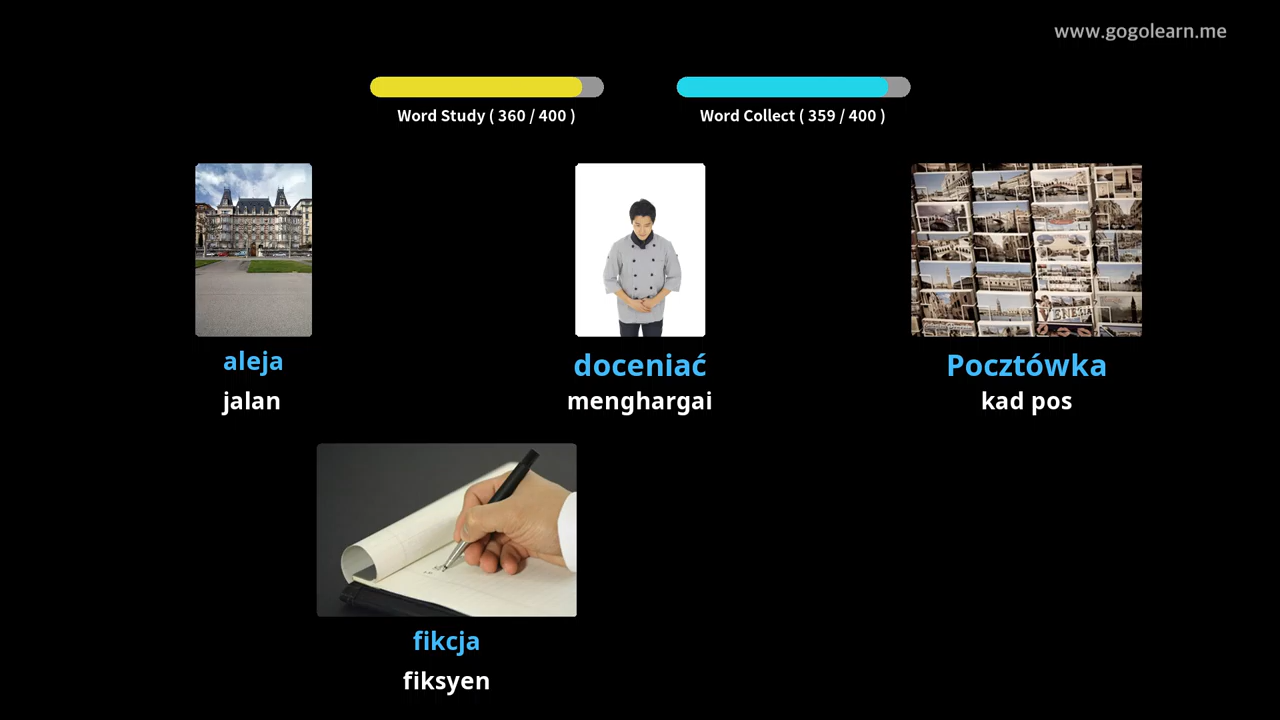 www.gogolearn.me
Word Study ( 360 / 400 )
Word Collect ( 359 / 400 )
aleja
jalan
doceniać
menghargai
Pocztówka
kad pos
fikcja
fiksyen